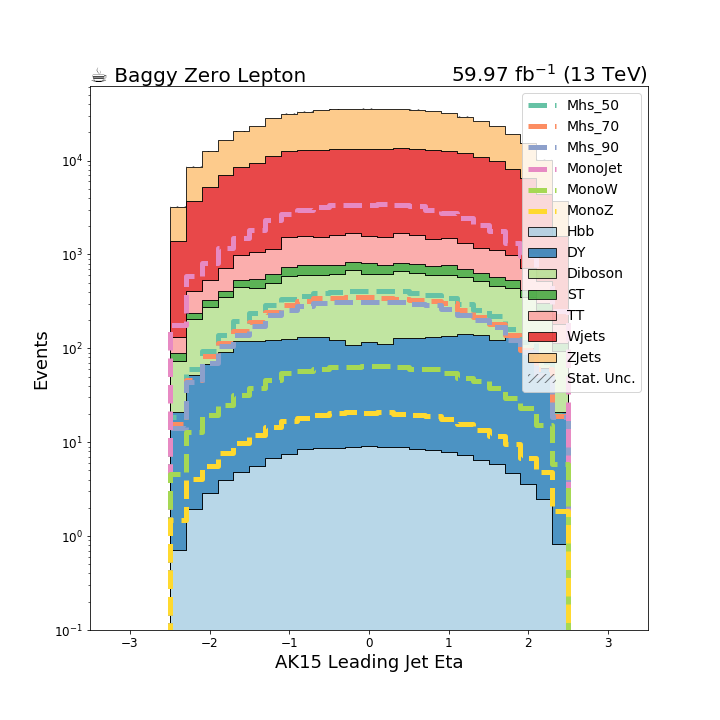 ☕ Baggy Zero Lepton
59.97 fb⁻¹ (13 TeV)
Events
10⁴
10³
10²
10¹
10⁰
10⁻¹
Mhs_50
Mhs_70
Mhs_90
MonoJet
MonoW
MonoZ
Hbb
DY
Diboson
ST
TT
Wjets
ZJets
Stat. Unc.
−3 −2 −1 0 1 2 3
AK15 Leading Jet Eta